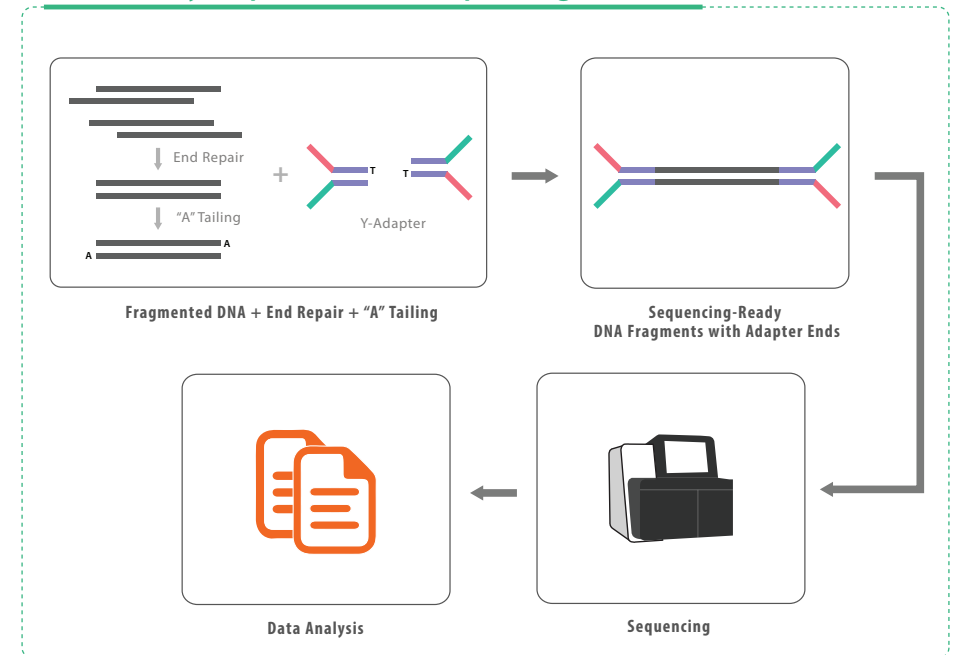 End Repair
+
T
T
"A" Tailing
Y-Adapter
A
A
Fragmented DNA + End Repair + "A" Tailing
Sequencing-Ready
DNA Fragments with Adapter Ends
Data Analysis
Sequencing